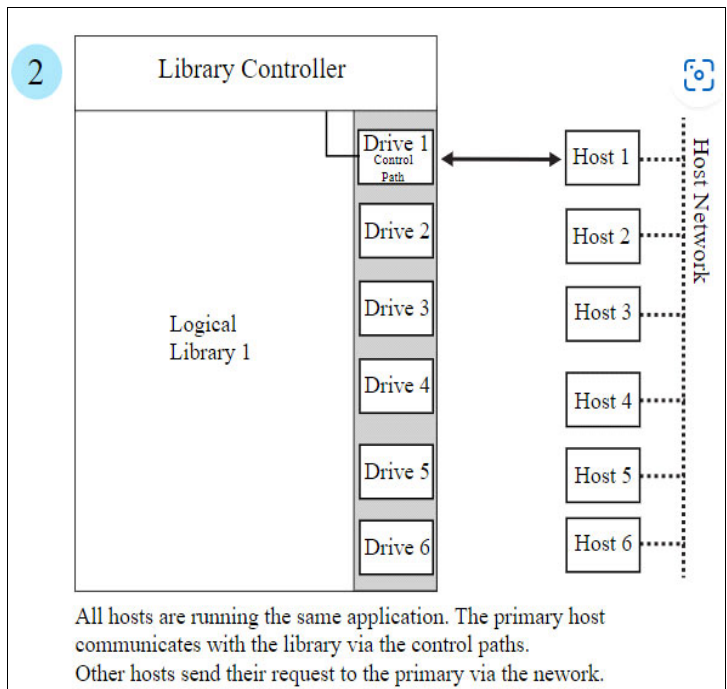 2
Library Controller
Drive 1
Control
Path
Host 1
Drive 2
Host 2
Drive 3
Host 3
Logical
Library 1
Drive 4
Host 4
Drive 5
Host 5
Drive 6
Host 6
Host Network
All hosts are running the same application. The primary host
communicates with the library via the control paths.
Other hosts send their request to the primary via the nework.